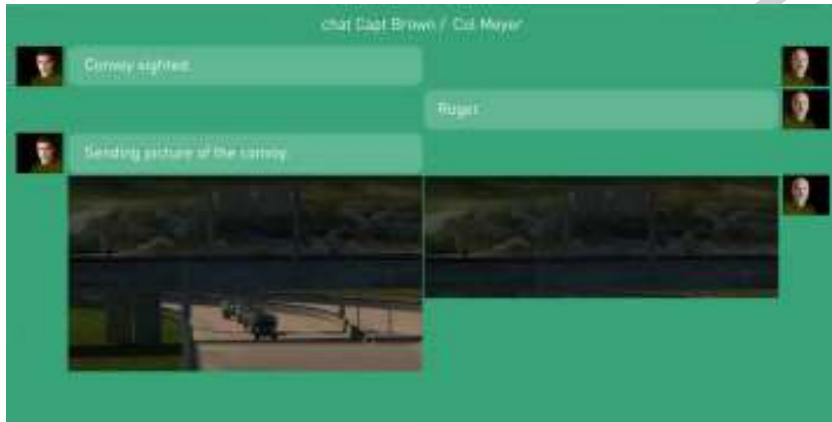 chat Capt Brown / Col Meyer
Convoy sighted
Roger
Sending picture of the convoy